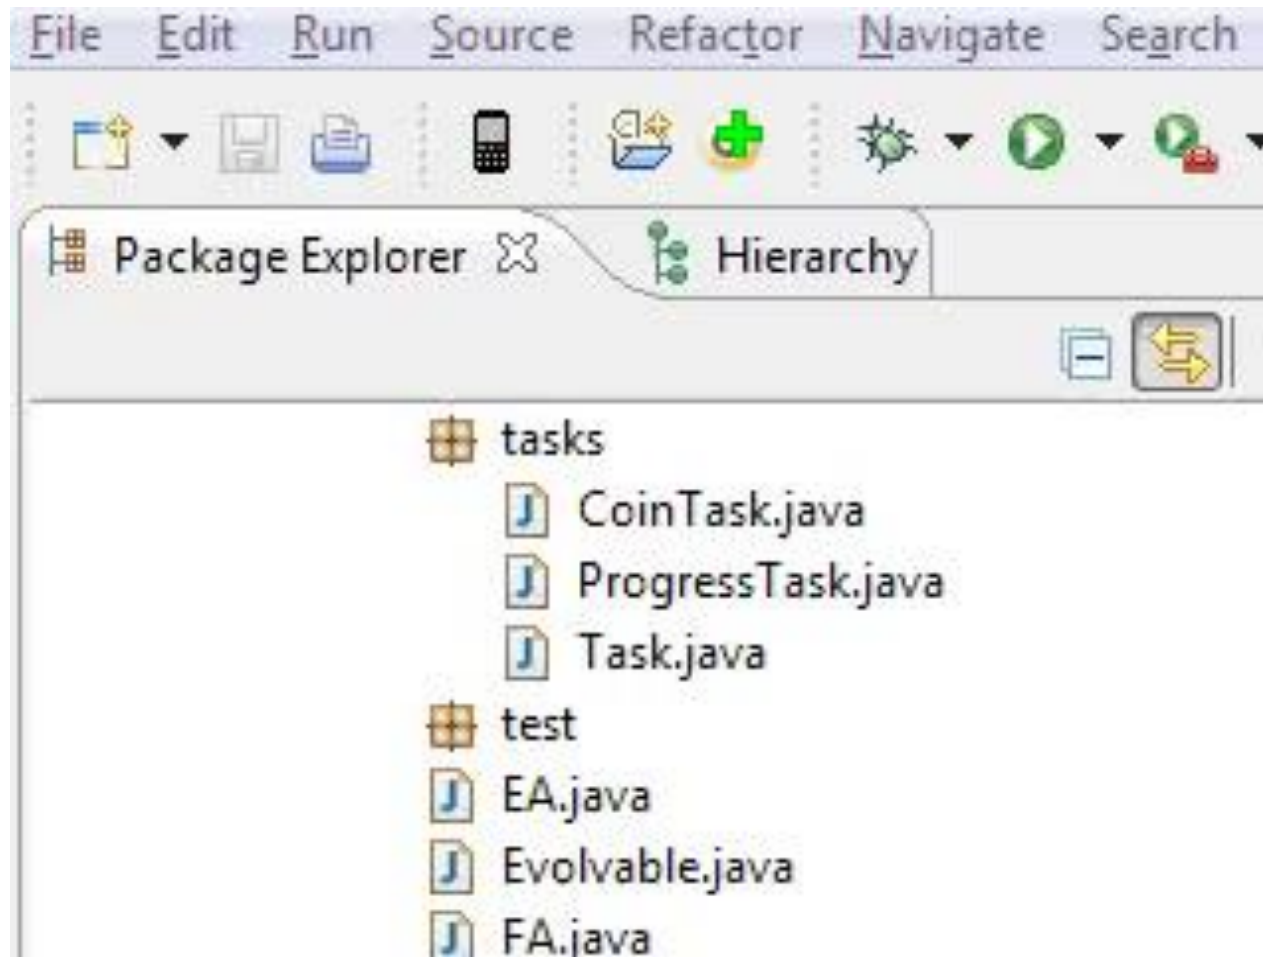 File Edit Run Source Refactor Navigate Search
Package Explorer Hierarchy
tasks
CoinTask.java
ProgressTask.java
Task.java
test
EA.java
Evolvable.java
FA.java